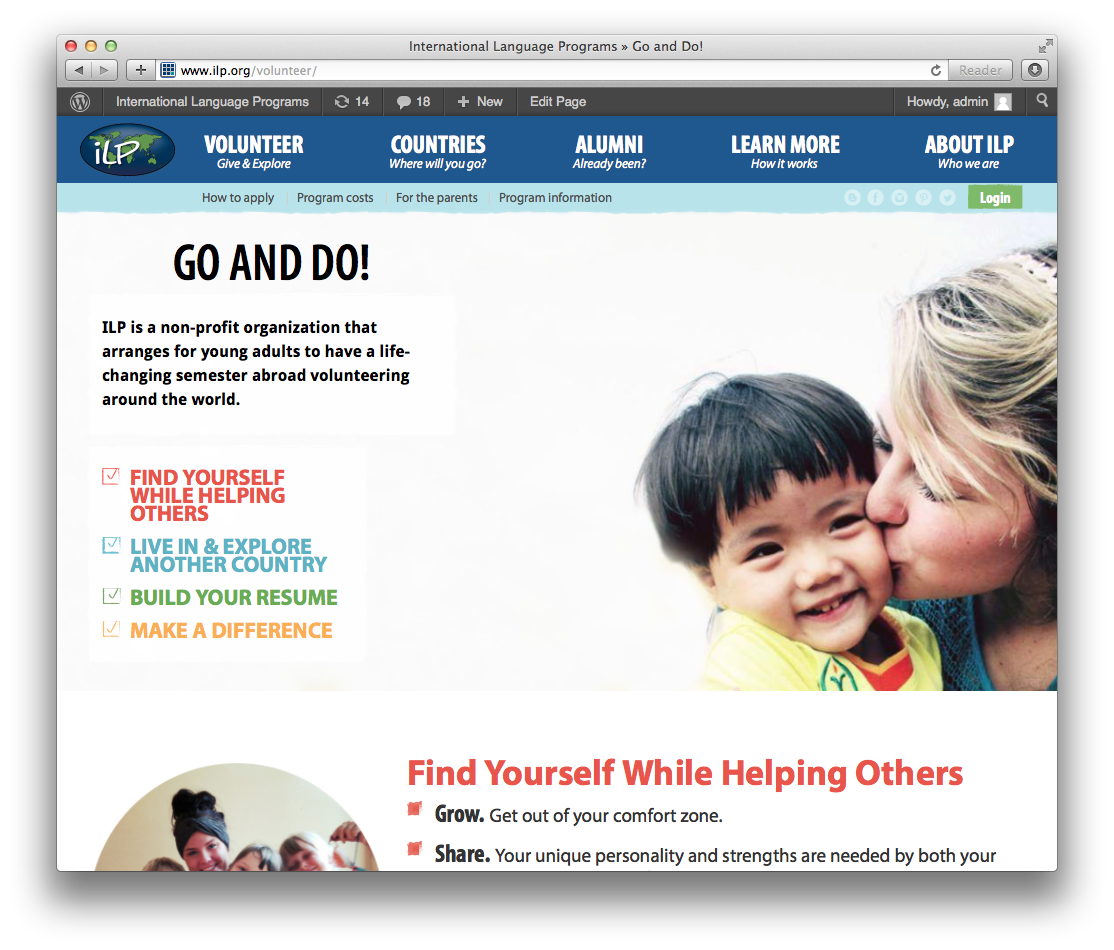 International Language Programs » Go and Do!
www.ilp.org/volunteer/
Reader
International Language Programs 14 18 New Edit Page Howdy, admin
iLP
VOLUNTEER COUNTRIES ALUMNI LEARN MORE ABOUT ILP
Give & Explore Where will you go? Already been? How it works Who we are
How to apply Program costs For the parents Program information Login
GO AND DO!
ILP is a non-profit organization that
arranges for young adults to have a life-
changing semester abroad volunteering
around the world.
FIND YOURSELF
WHILE HELPING
OTHERS
LIVE IN & EXPLORE
ANOTHER COUNTRY
BUILD YOUR RESUME
MAKE A DIFFERENCE
Find Yourself While Helping Others
Grow. Get out of your comfort zone.
Share. Your unique personality and strengths are needed by both your